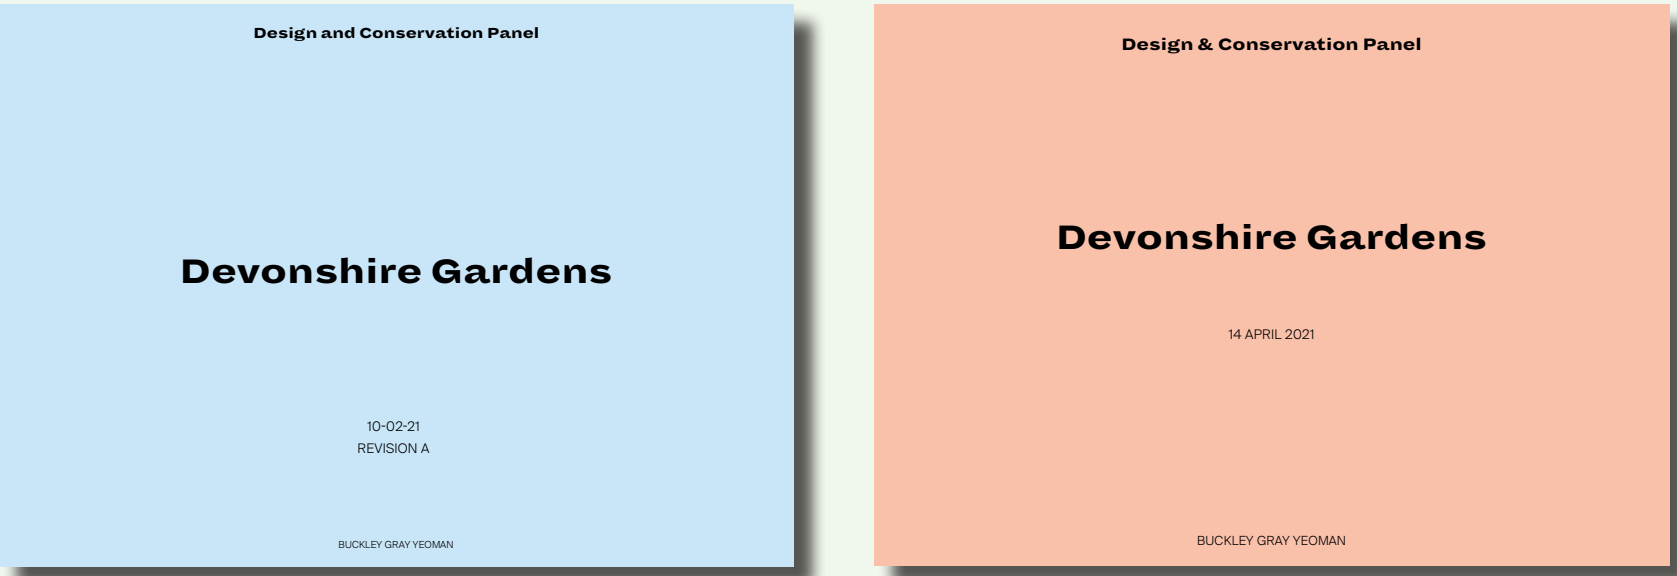 Design and Conservation Panel
Devonshire Gardens
10-02-21
REVISION A
BUCKLEY GRAY YEOMAN
Design & Conservation Panel
Devonshire Gardens
14 APRIL 2021
BUCKLEY GRAY YEOMAN